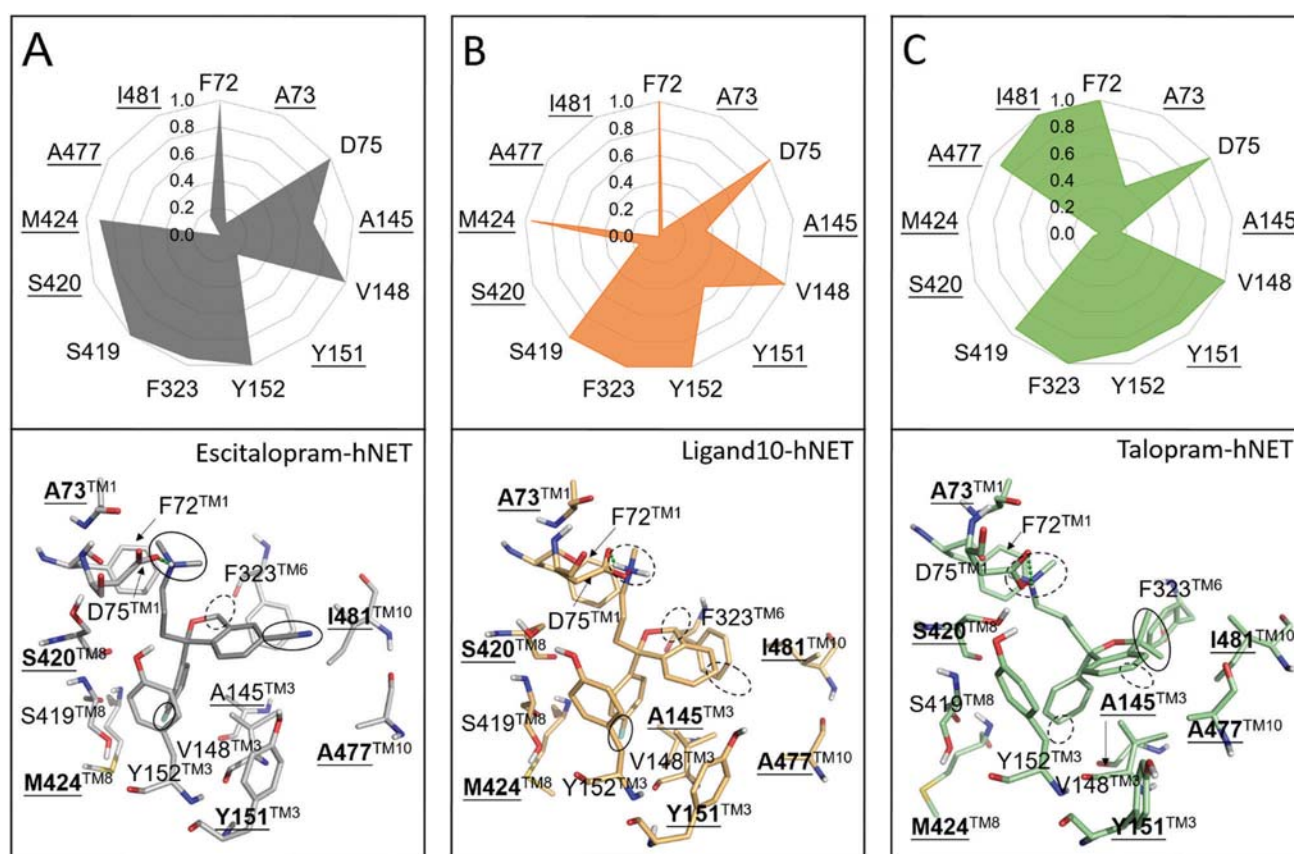 A
F72
I481
A73
1.0
0.8
A477
0.6
D75
0.4
M424
0.2
A145
0.0
S420
V148
S419
Y151
F323
Y152
B
F72
I481
A73
1.0
0.8
A477
0.6
D75
0.4
M424
0.2
A145
0.0
S420
V148
S419
Y151
F323
Y152
C
F72
I481
A73
1.0
0.8
A477
0.6
D75
0.4
M424
0.2
A145
0.0
S420
V148
S419
Y151
F323
Y152
Escitalopram-hNET
A73TM1
F72TM1
F323TM6
D75TM1
I481TM10
S420TM8
A145TM3
S419TM8
V148TM3
A477TM10
Y152TM3
M424TM8
Y151TM3
Ligand10-hNET
A73TM1
F72TM1
D75TM1
F323TM6
S420TM8
I481TM10
S419TM8
A145TM3
V148TM3
A477TM10
M424TM8
Y152TM3
Y151TM3
Talopram-hNET
A73TM1
F72TM1
D75TM1
F323TM6
S420TM8
I481TM10
S419TM8
A145TM3
A477TM10
Y152TM3
V148TM3
M424TM8
Y151TM3